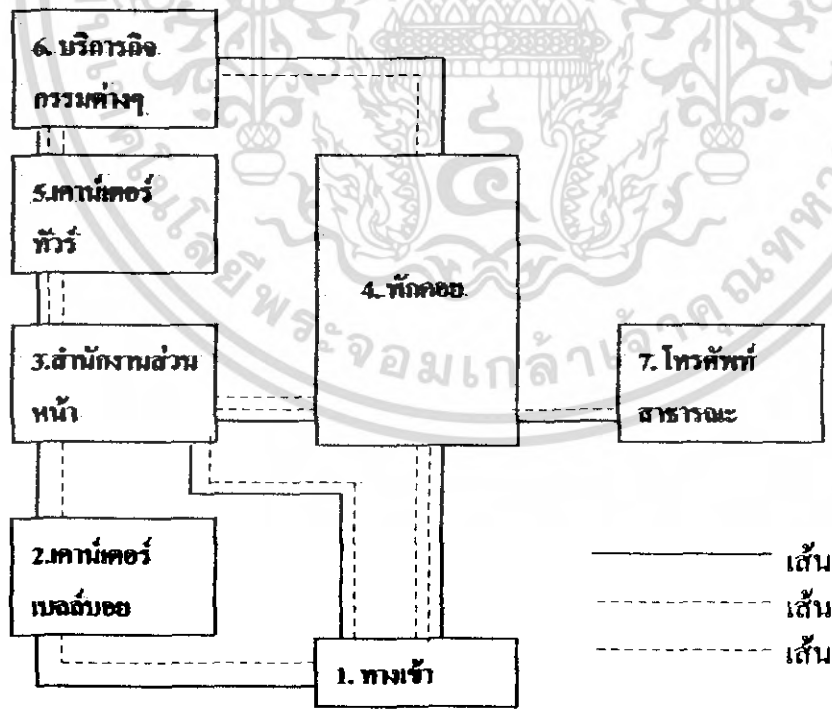 6. บริการกิจ
กรรมต่างๆ
5.เคาน์เตอร์
ทัวร์
4. พักคอย
3.สำนักงานส่วน
หน้า
7. โทรศัพท์
สาธารณะ
2.เคาน์เตอร์
เบลล์บอย
1. ทางเข้า
เส้น
เส้น
เส้น